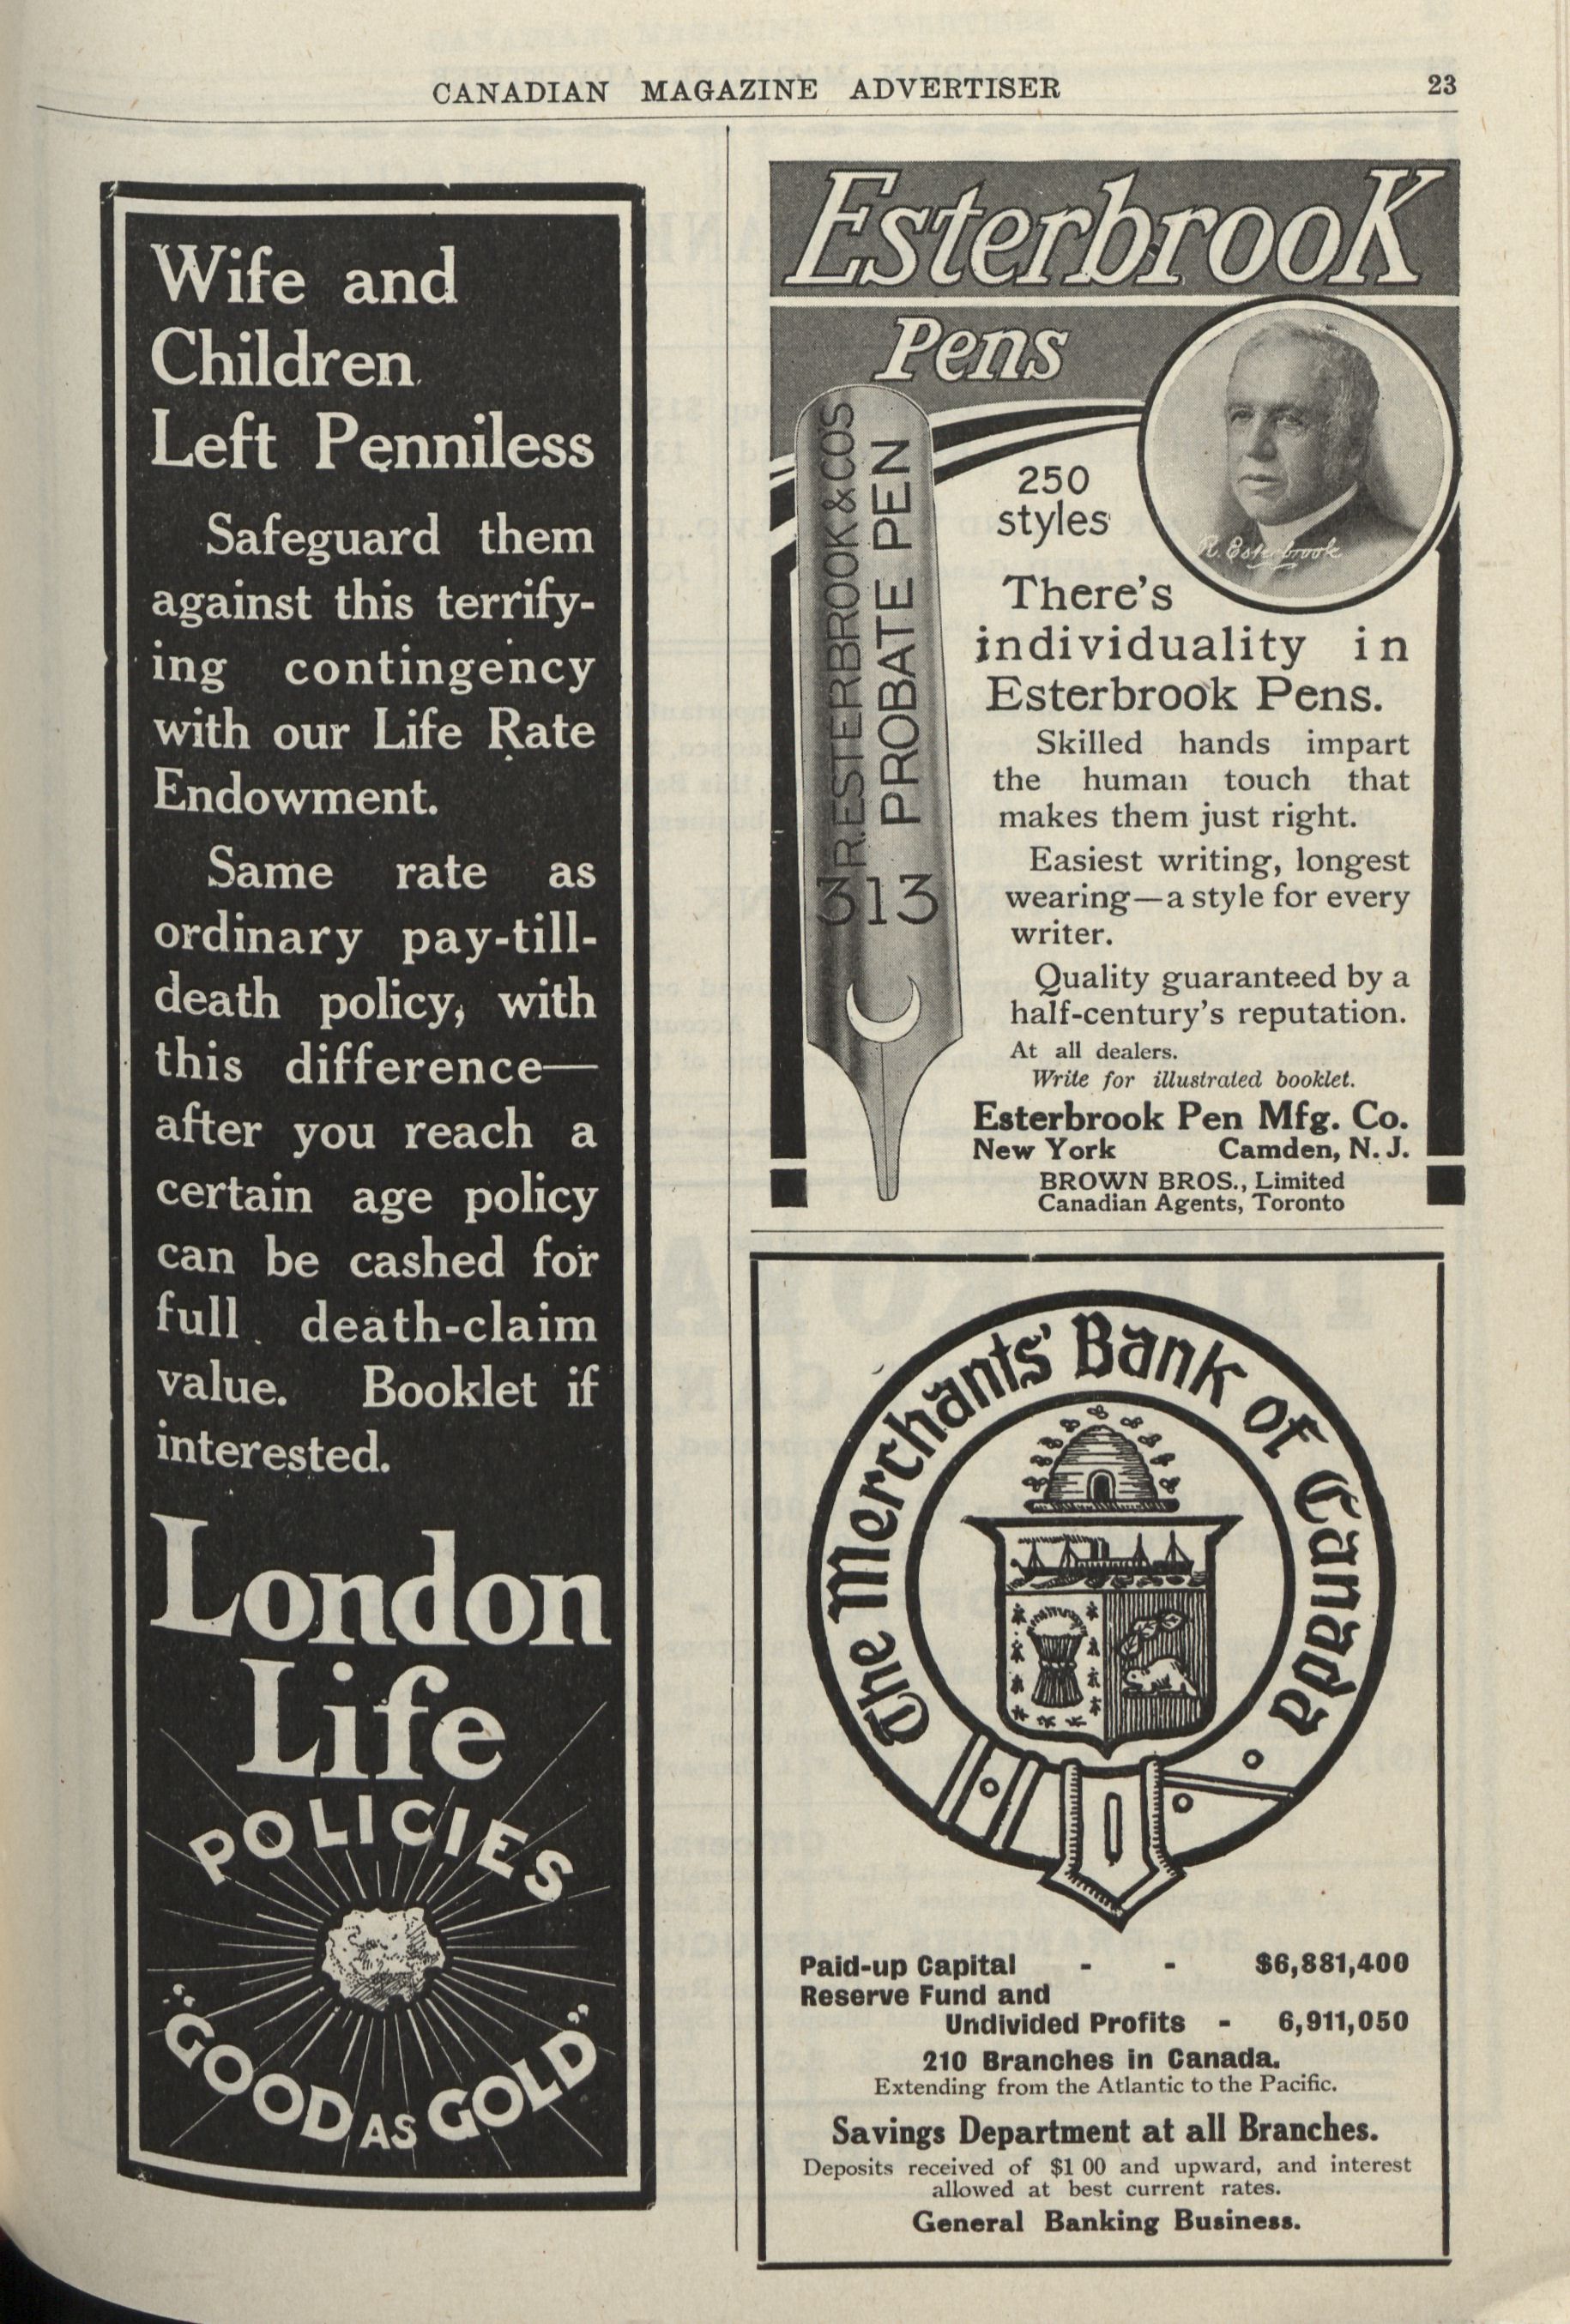 CANADIAN MAGAZINE ADVERTISER 23
Wife and
Children
Left Penniless
Safeguard them
against this terrify-
ing contingency
with our Life Rate
Endowment.
Same rate as
ordinary pay-till-
death policy, with
this difference—
after you reach a
certain age policy
can be cashed for
full death-claim
value. Booklet if
interested.
London
Life
POLICIES
"GOOD AS GOLD"
Esterbrook
Pens
R. Esterbrook
R. ESTERBROOK & CO'S
PROBATE PEN
313
250
styles
There's
individuality in
Esterbrook Pens.
Skilled hands impart
the human touch that
makes them just right.
Easiest writing, longest
wearing—a style for every
writer.
Quality guaranteed by a
half-century's reputation.
At all dealers.
Write for illustrated booklet.
Esterbrook Pen Mfg. Co.
New York Camden, N. J.
BROWN BROS., Limited
Canadian Agents, Toronto
The Merchants' Bank of Canada
Paid-up Capital - - $6,881,400
Reserve Fund and
Undivided Profits - 6,911,050
210 Branches in Canada.
Extending from the Atlantic to the Pacific.
Savings Department at all Branches.
Deposits received of $1 00 and upward, and interest
allowed at best current rates.
General Banking Business.